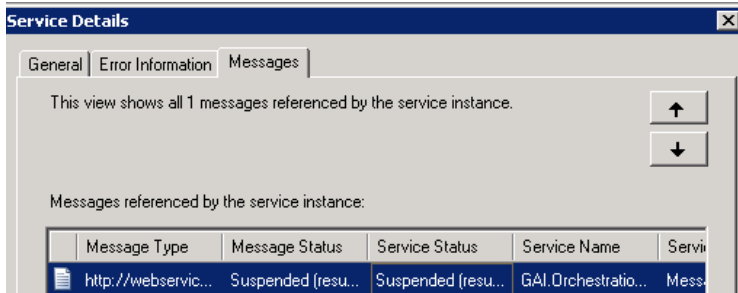 Service Details
General Error Information Messages
This view shows all 1 messages referenced by the service instance.
Messages referenced by the service instance:
Message Type Message Status Service Status Service Name Servi
http://webservic... Suspended (resu... Suspended (resu... GAI.Orchestratio... Mess